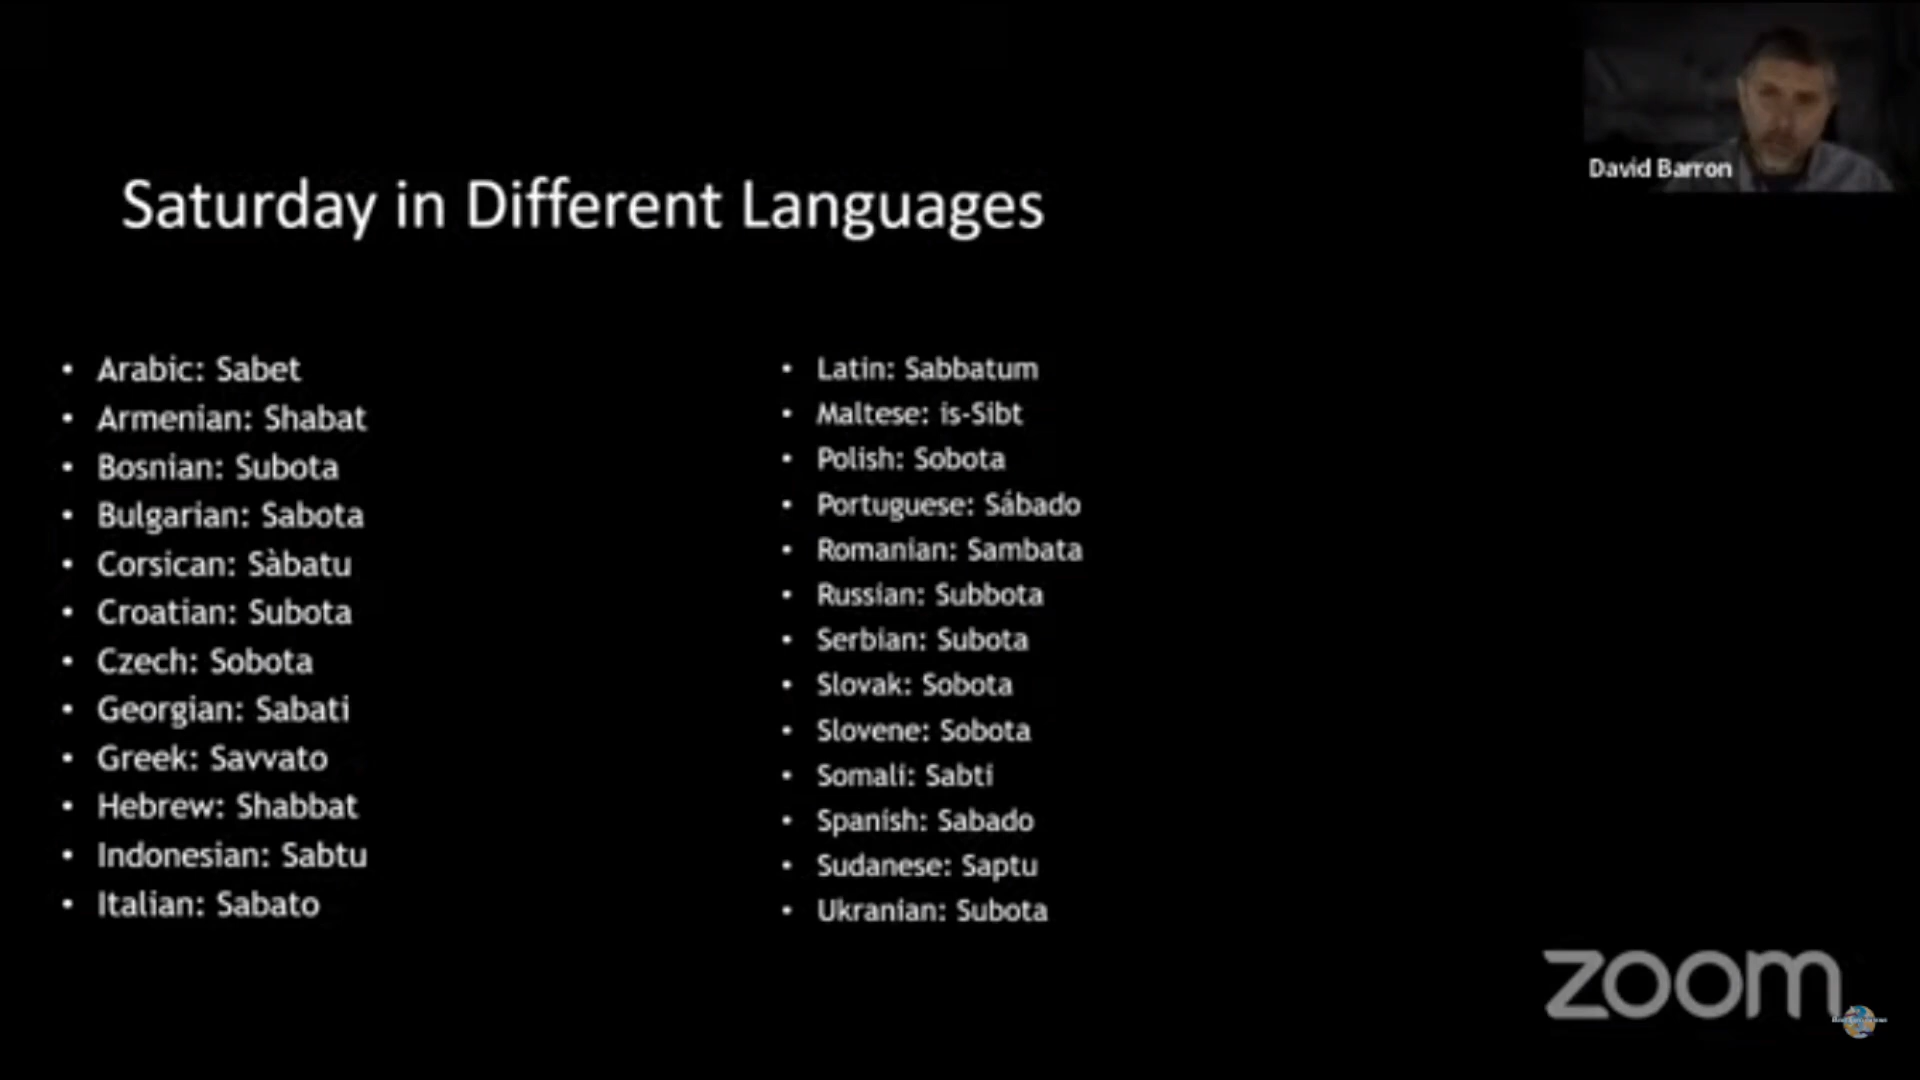 David Barron
Saturday in Different Languages
• Arabic: Sabet
• Armenian: Shabat
• Bosnian: Subota
• Bulgarian: Sabota
• Corsican: Sàbatu
• Croatian: Subota
• Czech: Sobota
• Georgian: Sabati
• Greek: Savvato
• Hebrew: Shabbat
• Indonesian: Sabtu
• Italian: Sabato
• Latin: Sabbatum
• Maltese: is-Sibt
• Polish: Sobota
• Portuguese: Sábado
• Romanian: Sambata
• Russian: Subbota
• Serbian: Subota
• Slovak: Sobota
• Slovene: Sobota
• Somali: Sabti
• Spanish: Sabado
• Sudanese: Saptu
• Ukranian: Subota
zoom